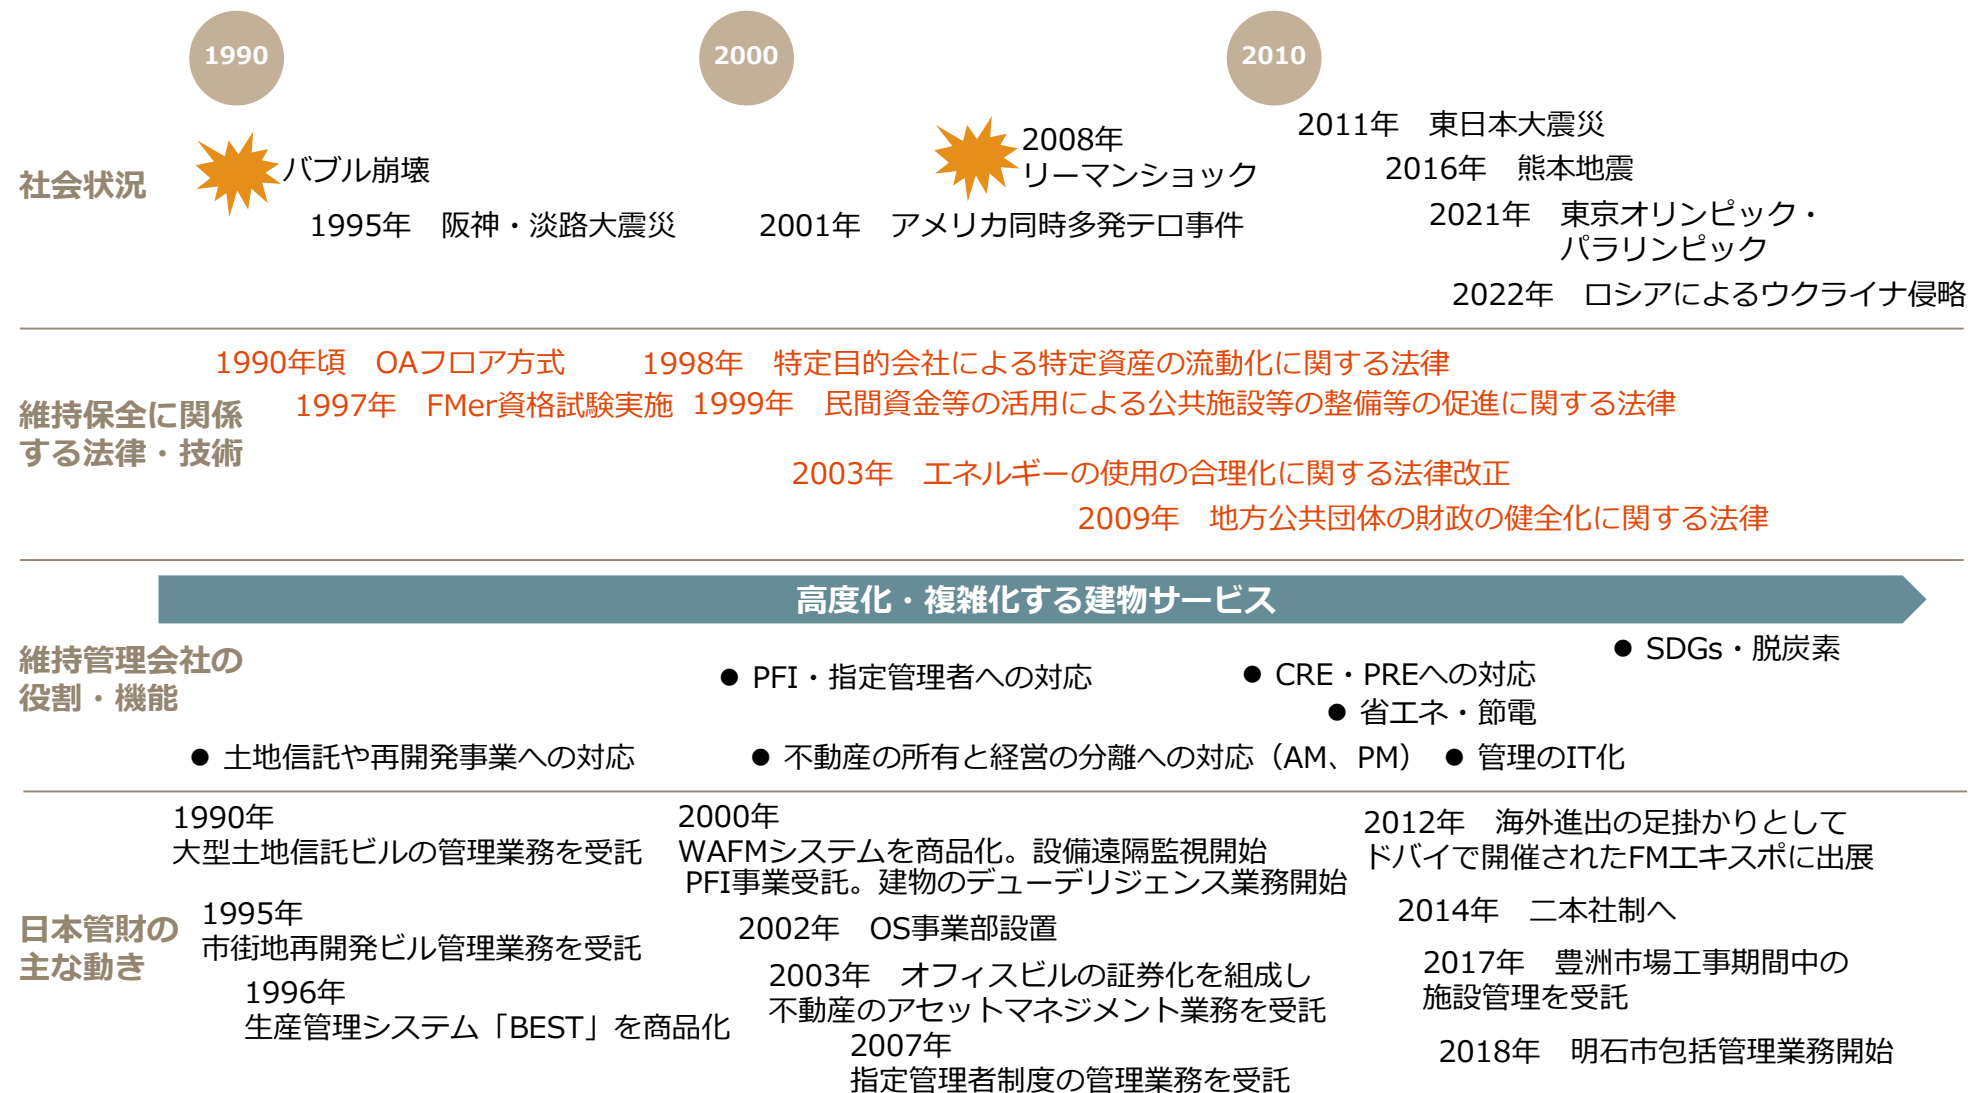 1990
2000
2010
社会状況
バブル崩壊
1995年　阪神・淡路大震災
2008年
リーマンショック
2001年　アメリカ同時多発テロ事件
2011年　東日本大震災
2016年　熊本地震
2021年　東京オリンピック・
パラリンピック
2022年　ロシアによるウクライナ侵略
維持保全に関係
する法律・技術
1990年頃　OAフロア方式
1998年　特定目的会社による特定資産の流動化に関する法律
1997年　FMer資格試験実施
1999年　民間資金等の活用による公共施設等の整備等の促進に関する法律
2003年　エネルギーの使用の合理化に関する法律改正
2009年　地方公共団体の財政の健全化に関する法律
高度化・複雑化する建物サービス
維持管理会社の
役割・機能
● SDGs・脱炭素
● PFI・指定管理者への対応
● CRE・PREへの対応
● 省エネ・節電
● 土地信託や再開発事業への対応
● 不動産の所有と経営の分離への対応（AM、PM）
● 管理のIT化
日本管財の
主な動き
1990年
大型土地信託ビルの管理業務を受託
1995年
市街地再開発ビル管理業務を受託
1996年
生産管理システム「BEST」を商品化
2000年
WAFMシステムを商品化。設備遠隔監視開始
PFI事業受託。建物のデューデリジェンス業務開始
2002年　OS事業部設置
2003年　オフィスビルの証券化を組成し
不動産のアセットマネジメント業務を受託
2007年
指定管理者制度の管理業務を受託
2012年　海外進出の足掛かりとして
ドバイで開催されたFMエキスポに出展
2014年　二本社制へ
2017年　豊洲市場工事期間中の
施設管理を受託
2018年　明石市包括管理業務開始